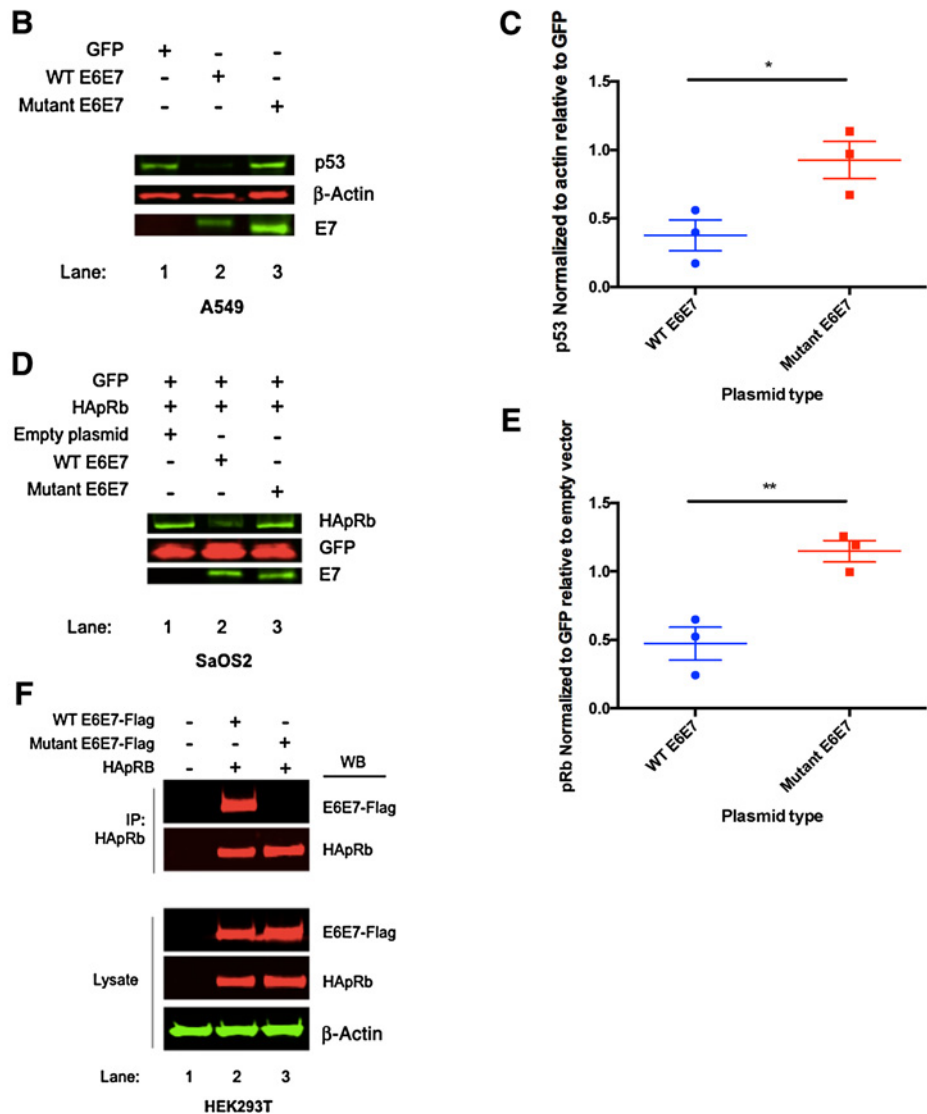 B
GFP + - -
WT E6E7 - + -
Mutant E6E7 - - +
p53
β-Actin
E7
Lane: 1 2 3
A549
C
p53 Normalized to actin relative to GFP
1.5
1.0
0.5
0.0
*
WT E6E7
Mutant E6E7
Plasmid type
D
GFP + + +
HApRb + + +
Empty plasmid + - -
WT E6E7 - + -
Mutant E6E7 - - +
HApRb
GFP
E7
Lane: 1 2 3
SaOS2
E
pRb Normalized to GFP relative to empty vector
1.5
1.0
0.5
0.0
**
WT E6E7
Mutant E6E7
Plasmid type
F
WT E6E7-Flag - + -
Mutant E6E7-Flag - - +
HApRB - + +
WB
IP:
HApRb
E6E7-Flag
HApRb
Lysate
E6E7-Flag
HApRb
β-Actin
Lane: 1 2 3
HEK293T